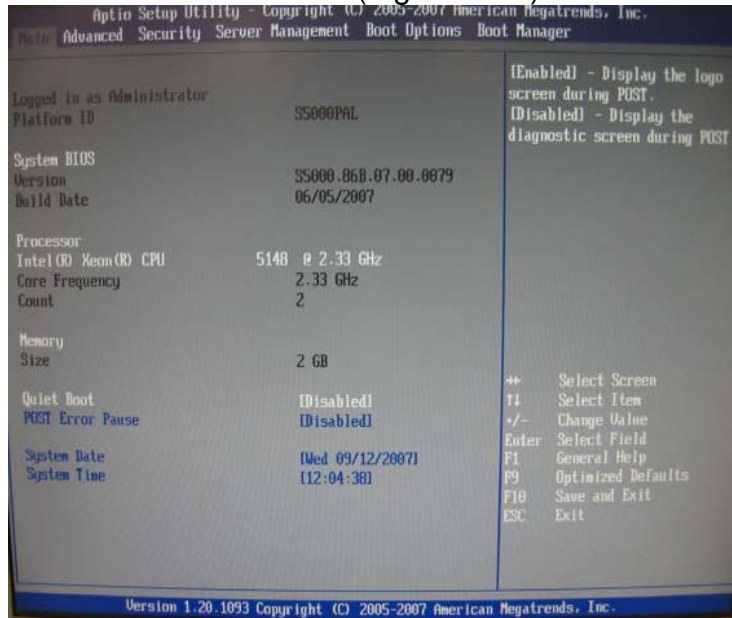 Aptio Setup Utility - Copyright (C) 2005-2007 American Megatrends, Inc.
Main Advanced Security Server Management Boot Options Boot Manager
Logged in as Administrator
Platform ID S5000PAL
System BIOS
Version S5000.86B.07.00.0079
Build Date 06/05/2007
Processor
Intel(R) Xeon(R) CPU 5148 @ 2.33 GHz
Core Frequency 2.33 GHz
Count 2
Memory
Size 2 GB
Quiet Boot [Disabled]
POST Error Pause [Disabled]
System Date [Wed 09/12/2007]
System Time [12:04:38]
[Enabled] - Display the logo
screen during POST.
[Disabled] - Display the
diagnostic screen during POST
→← Select Screen
↑↓ Select Item
+/- Change Value
Enter Select Field
F1 General Help
F9 Optimized Defaults
F10 Save and Exit
ESC Exit
Version 1.20.1093 Copyright (C) 2005-2007 American Megatrends, Inc.